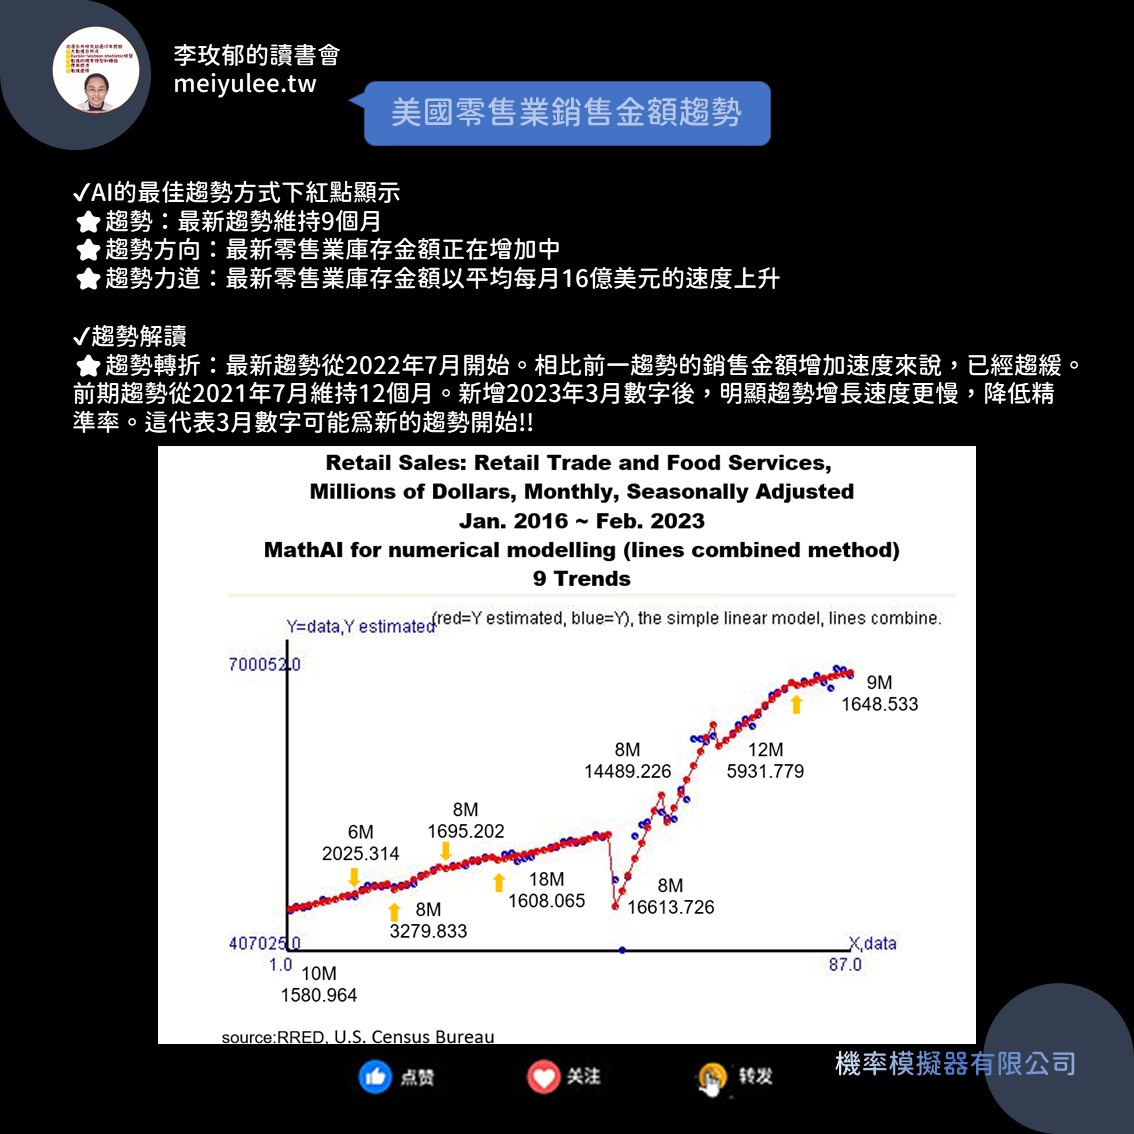 李玫郁的讀書會
meiyulee.tw
美國零售業銷售金額趨勢
✓AI的最佳趨勢方式下紅點顯示
趨勢：最新趨勢維持9個月
趨勢方向：最新零售業庫存金額正在增加中
趨勢力道：最新零售業庫存金額以平均每月16億美元的速度上升
✓趨勢解讀
趨勢轉折：最新趨勢從2022年7月開始。相比前一趨勢的銷售金額增加速度來說，已經趨緩。
前期趨勢從2021年7月維持12個月。新增2023年3月數字後，明顯趨勢增長速度更慢，降低精
準率。這代表3月數字可能為新的趨勢開始!!
Retail Sales: Retail Trade and Food Services,
Millions of Dollars, Monthly, Seasonally Adjusted
Jan. 2016 ~ Feb. 2023
MathAI for numerical modelling (lines combined method)
9 Trends
Y=data,Y estimated
(red=Y estimated, blue=Y), the simple linear model, lines combine.
700052.0
9M
1648.533
8M
14489.226
12M
5931.779
8M
1695.202
6M
2025.314
18M
1608.065
8M
16613.726
8M
3279.833
407025.0
X,data
1.0
87.0
10M
1580.964
source:RRED, U.S. Census Bureau
機率模擬器有限公司
点赞
关注
转发